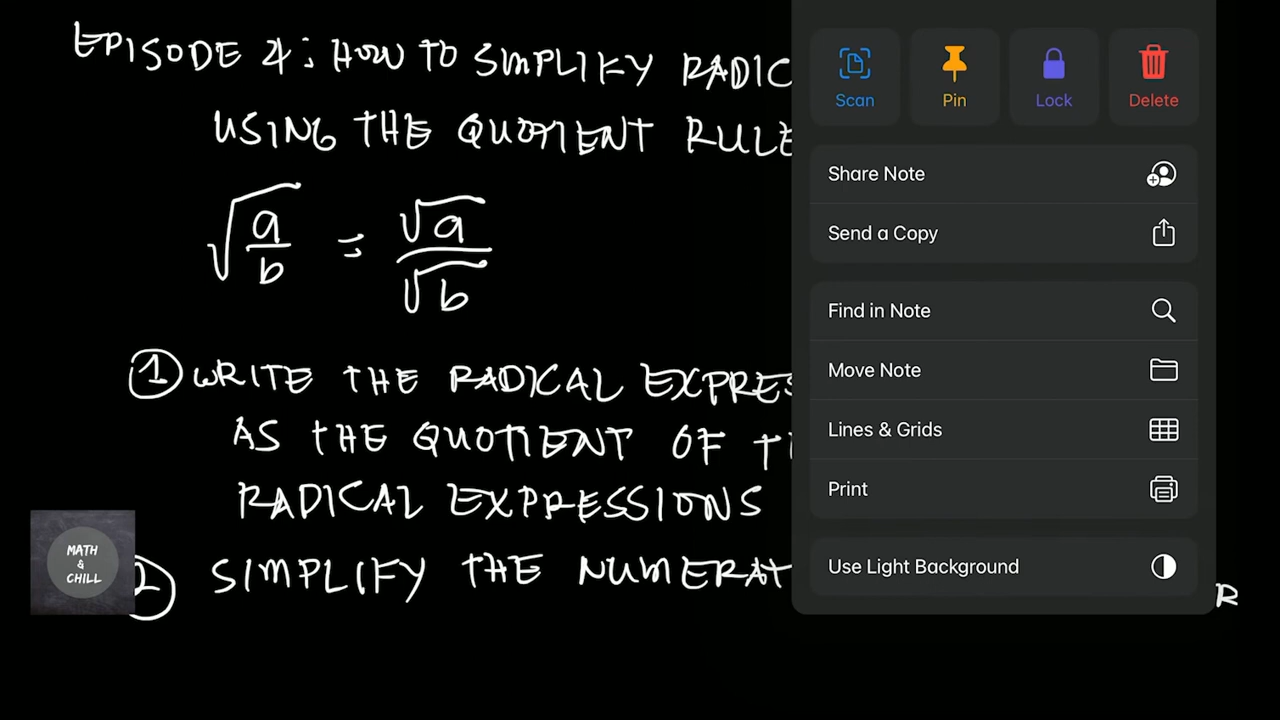 EPISODE 4: HOW TO SIMPLIFY RADIC
USING THE QUOTIENT RULE
√a/b = √a/√b
① WRITE THE RADICAL EXPRES
AS THE QUOTIENT OF T
RADICAL EXPRESSIONS
2 SIMPLIFY THE NUMERAT
R
MATH
&
CHILL
Scan
Pin
Lock
Delete
Share Note
Send a Copy
Find in Note
Move Note
Lines & Grids
Print
Use Light Background